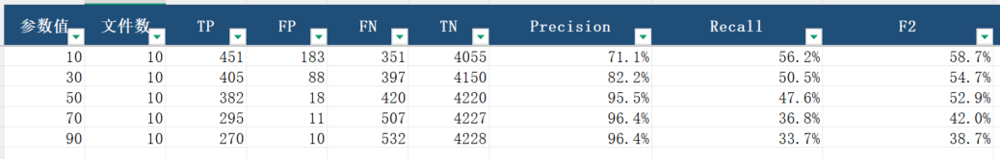 参数值 文件数 TP FP FN TN Precision Recall F2
10 10 451 183 351 4055 71.1% 56.2% 58.7%
30 10 405 88 397 4150 82.2% 50.5% 54.7%
50 10 382 18 420 4220 95.5% 47.6% 52.9%
70 10 295 11 507 4227 96.4% 36.8% 42.0%
90 10 270 10 532 4228 96.4% 33.7% 38.7%